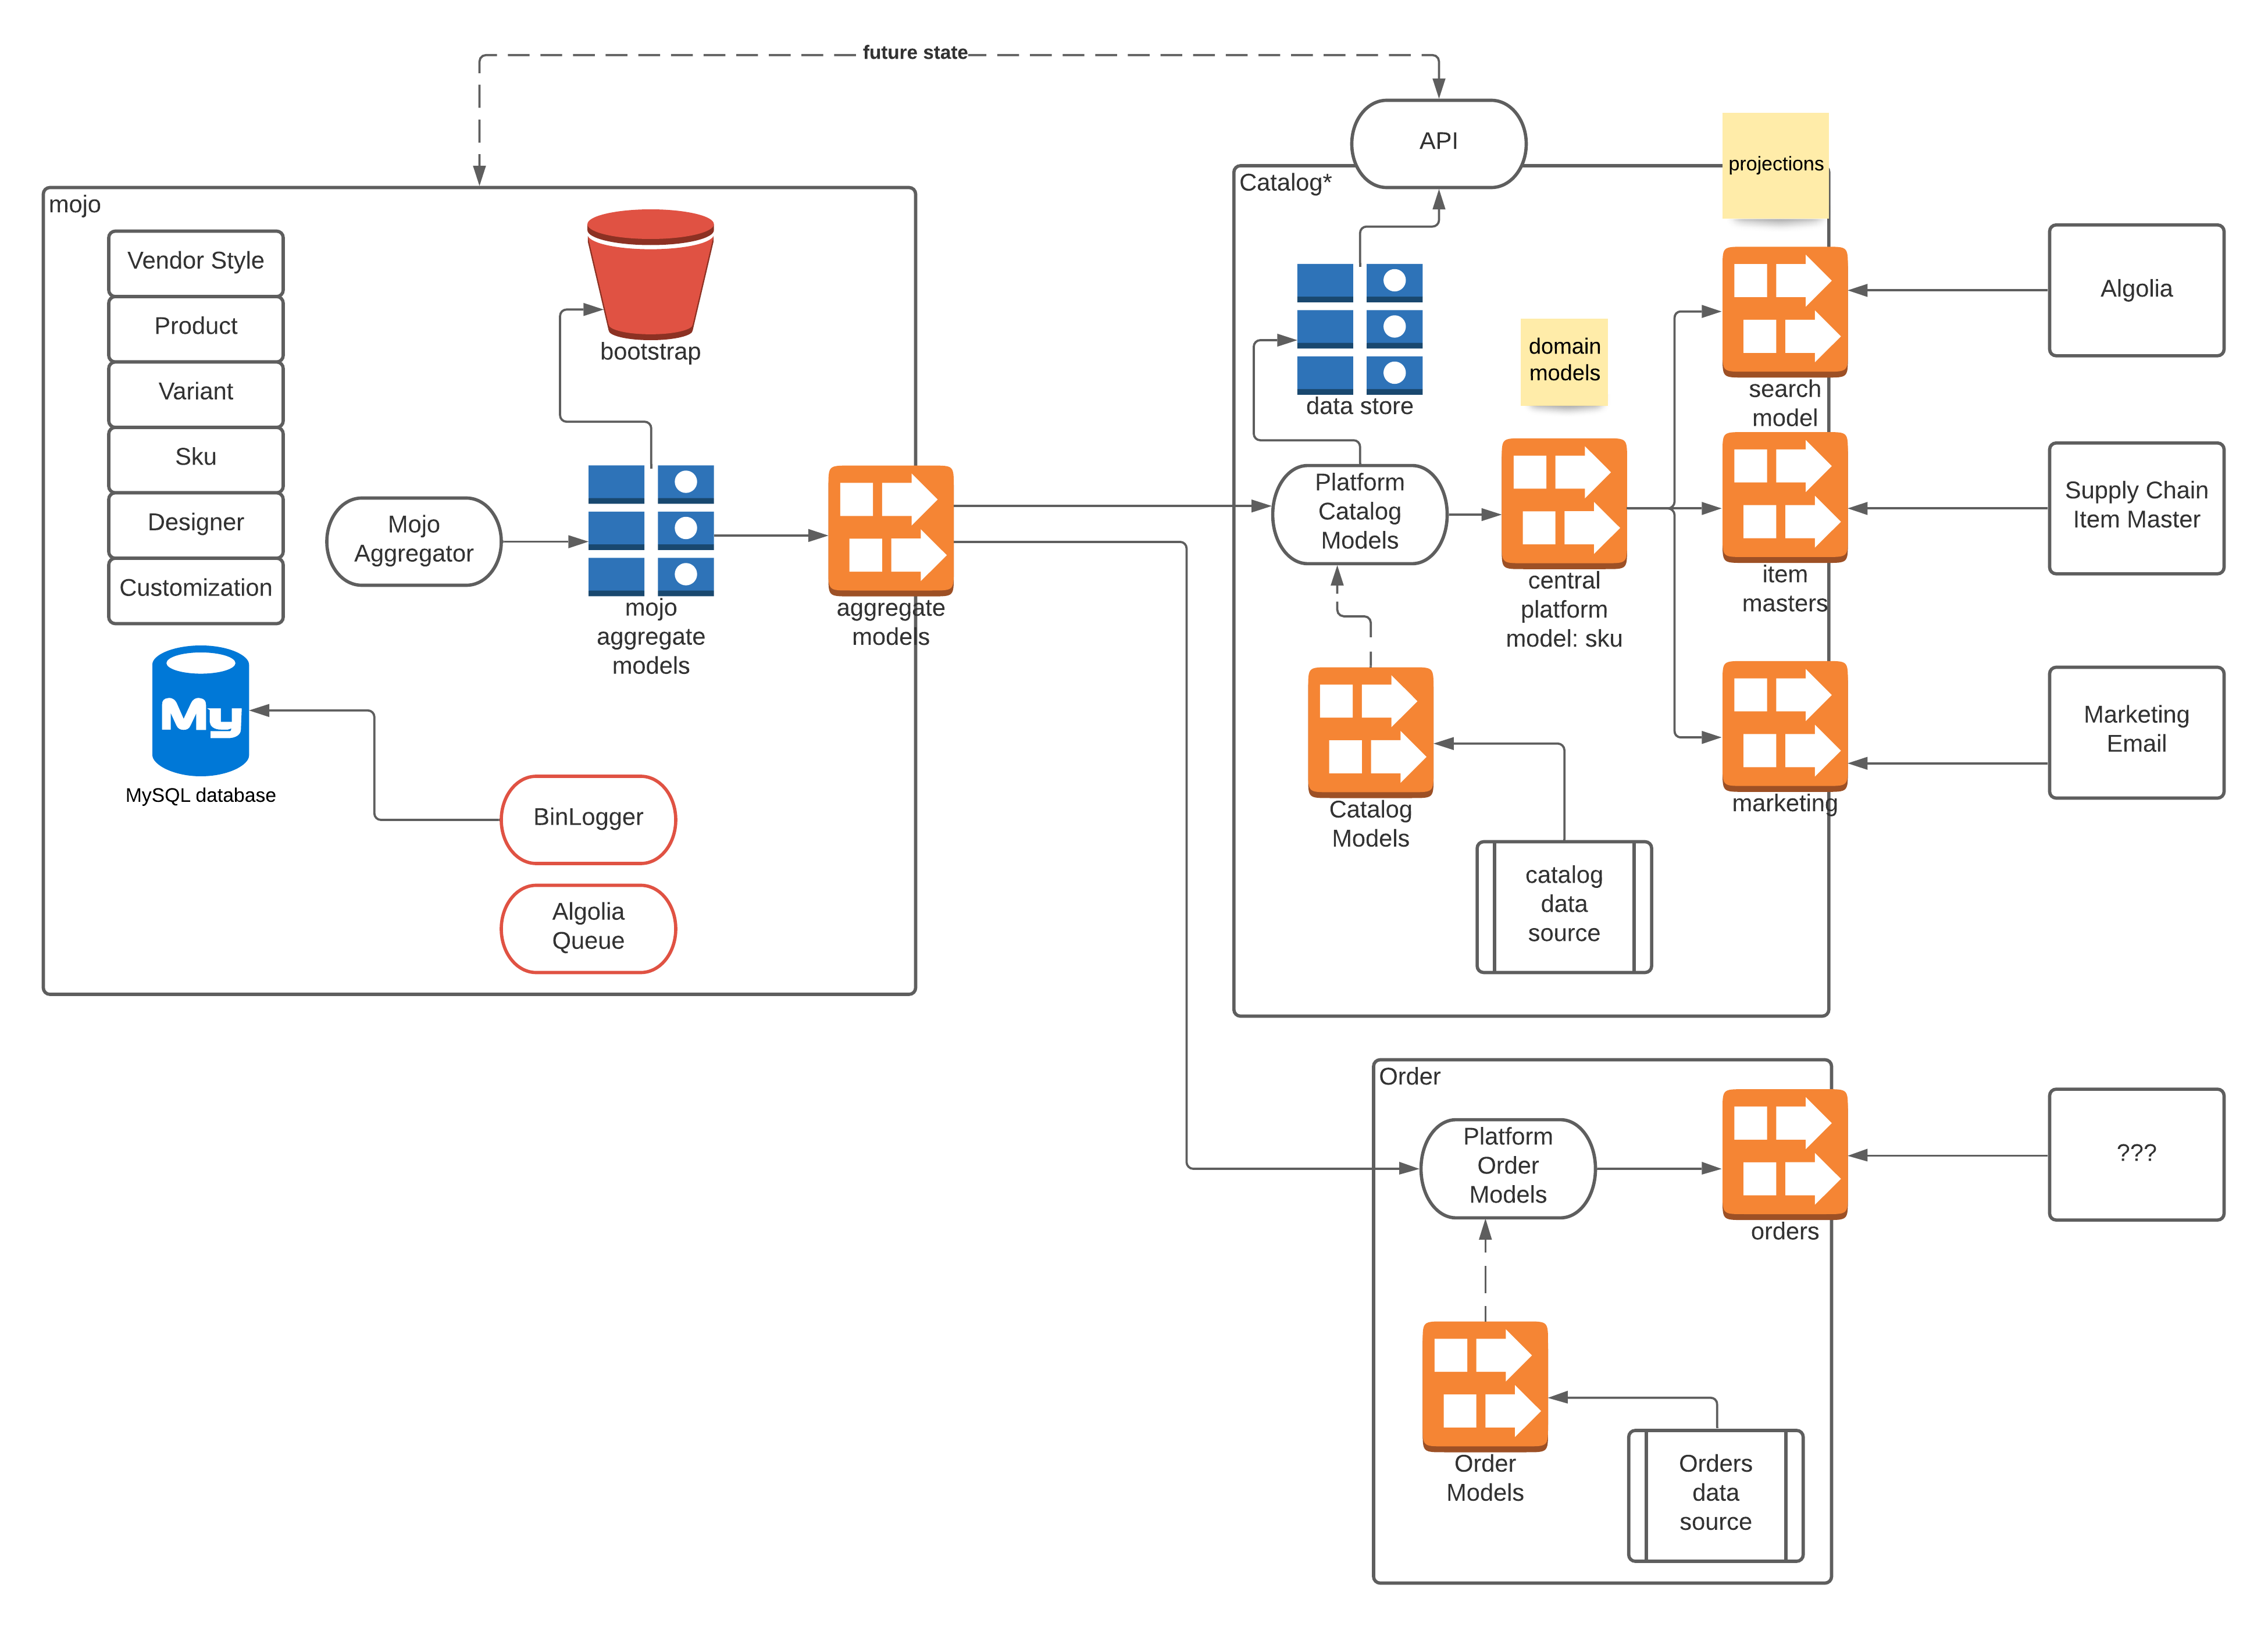 future state
API
projections
Catalog*
mojo
Vendor Style
Product
Variant
Sku
Designer
Customization
bootstrap
Mojo
Aggregator
mojo
aggregate
models
aggregate
models
My
MySQL database
BinLogger
Algolia
Queue
data store
domain
models
Platform
Catalog
Models
central
platform
model: sku
search
model
item
masters
marketing
Catalog
Models
catalog
data
source
Algolia
Supply Chain
Item Master
Marketing
Email
Order
Platform
Order
Models
orders
???
Order
Models
Orders
data
source